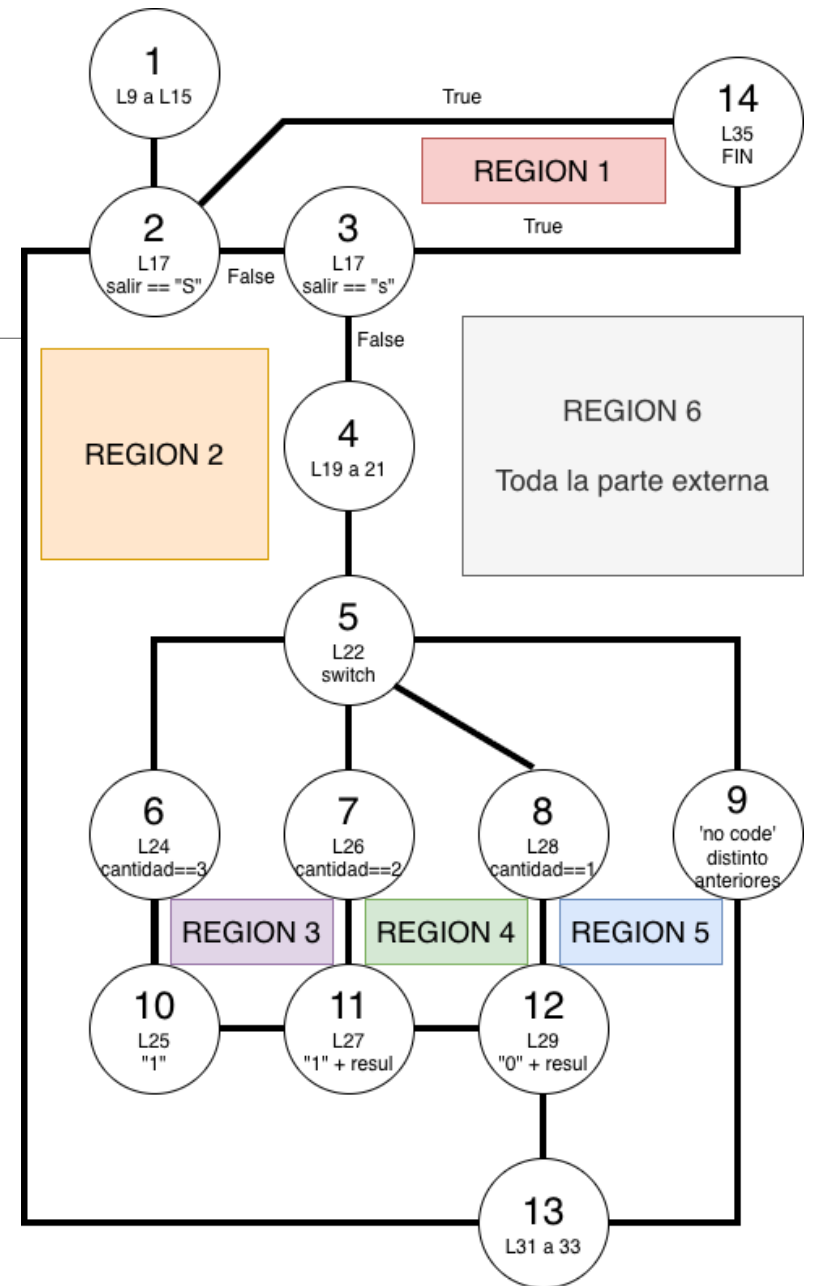 1
L9 a L15
True
14
L35
FIN
REGION 1
2
L17
salir == "S"
False
3
L17
salir == "s"
True
False
REGION 2
4
L19 a 21
REGION 6
Toda la parte externa
5
L22
switch
6
L24
cantidad==3
7
L26
cantidad==2
8
L28
cantidad==1
9
'no code'
distinto
anteriores
REGION 3
REGION 4
REGION 5
10
L25
"1"
11
L27
"1" + resul
12
L29
"0" + resul
13
L31 a 33